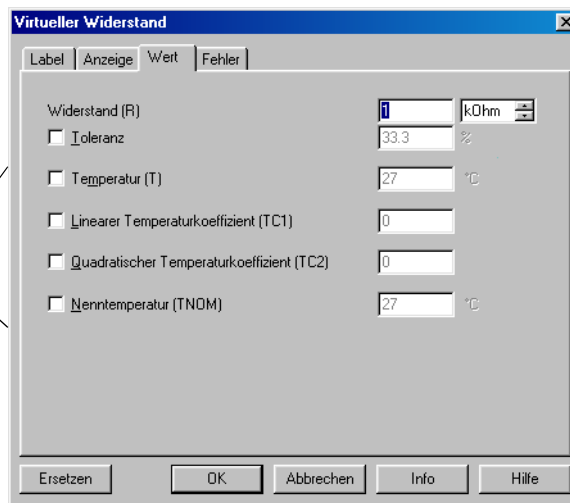 Virtueller Widerstand
Label Anzeige Wert Fehler
Widerstand (R) 1 kOhm
Toleranz 33.3 %
Temperatur (T) 27 °C
Linearer Temperaturkoeffizient (TC1) 0
Quadratischer Temperaturkoeffizient (TC2) 0
Nenntemperatur (TNOM) 27 °C
Ersetzen OK Abbrechen Info Hilfe